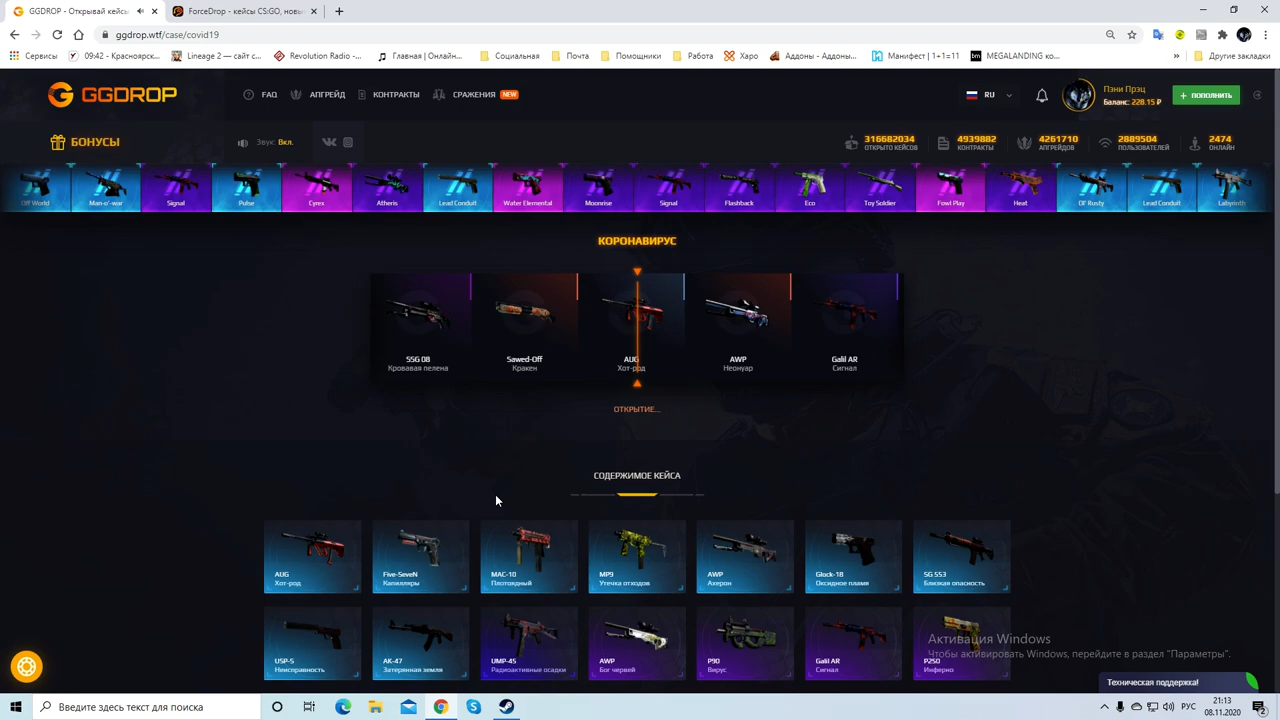 GGDROP - Открывай кейсы
ForceDrop - кейсы CS:GO, новы
ggdrop.wtf/case/covid19
Сервисы
09:42 - Красноярск...
Lineage 2 — сайт с...
Revolution Radio -...
Главная | Онлайн...
Социальная
Почта
Помощники
Работа
Харо
Аддоны - Аддоны...
Манифест | 1+1=11
MEGALANDING ко...
Другие закладки
GGDROP
FAQ
АПГРЕЙД
КОНТРАКТЫ
СРАЖЕНИЯ NEW
RU
Пэни Прэц
Баланс: 228.15 ₽
+ ПОПОЛНИТЬ
БОНУСЫ
Звук: Вкл.
316682034
ОТКРЫТО КЕЙСОВ
4939882
КОНТРАКТЫ
4261710
АПГРЕЙДОВ
2889504
ПОЛЬЗОВАТЕЛЕЙ
2474
ОНЛАЙН
Off World
Man-o'-war
Signal
Pulse
Cyrex
Atheris
Lead Conduit
Water Elemental
Moonrise
Signal
Flashback
Eco
Toy Soldier
Fowl Play
Heat
Ol' Rusty
Lead Conduit
Labyrinth
КОРОНАВИРУС
SSG 08
Кровавая пелена
Sawed-Off
Кракен
AUG
Хот-род
AWP
Неонуар
Galil AR
Сигнал
ОТКРЫТИЕ...
СОДЕРЖИМОЕ КЕЙСА
AUG
Хот-род
Five-SeveN
Капилляры
MAC-10
Плотоядный
MP9
Утечка отходов
AWP
Ахерон
Glock-18
Оксидное пламя
SG 553
Близкая опасность
USP-S
Неисправность
AK-47
Затерянная земля
UMP-45
Радиоактивные осадки
AWP
Бог червей
P90
Вирус
Galil AR
Сигнал
P250
Инферно
Активация Windows
Чтобы активировать Windows, перейдите в раздел "Параметры".
Техническая поддержка!
Введите здесь текст для поиска
РУС
21:13
08.11.2020
2